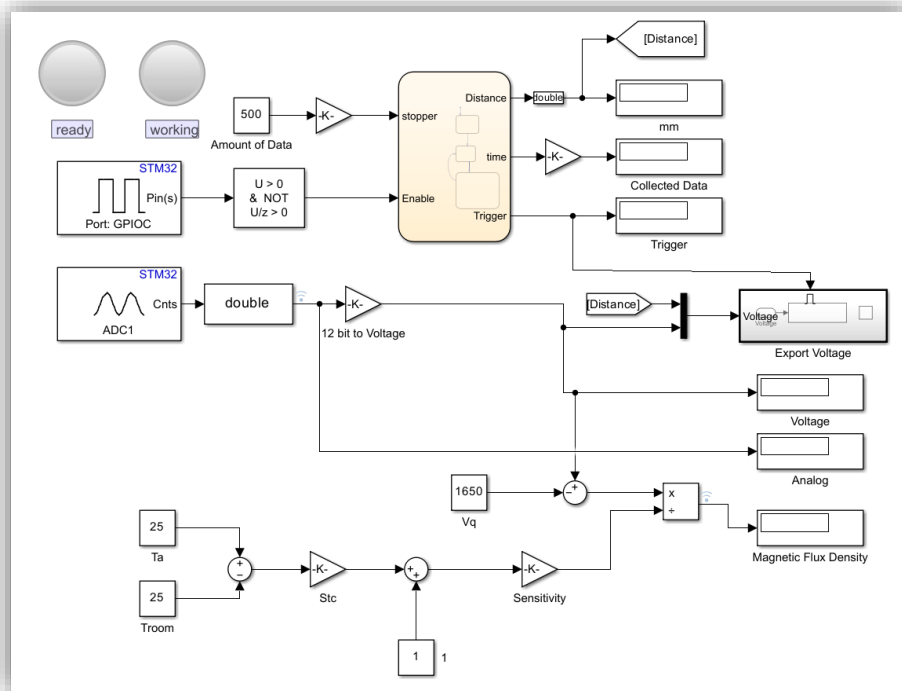 ready
working
500
-K-
Amount of Data
stopper
Enable
Distance
time
Trigger
double
[Distance]
mm
-K-
Collected Data
Trigger
STM32
Pin(s)
Port: GPIOC
U > 0
& NOT
U/z > 0
STM32
Cnts
ADC1
double
-K-
12 bit to Voltage
[Distance]
Voltage
Voltage
Export Voltage
Voltage
Analog
1650
Vq
+
−
x
÷
Magnetic Flux Density
25
Ta
25
Troom
+
−
-K-
Stc
+
+
-K-
Sensitivity
1
1